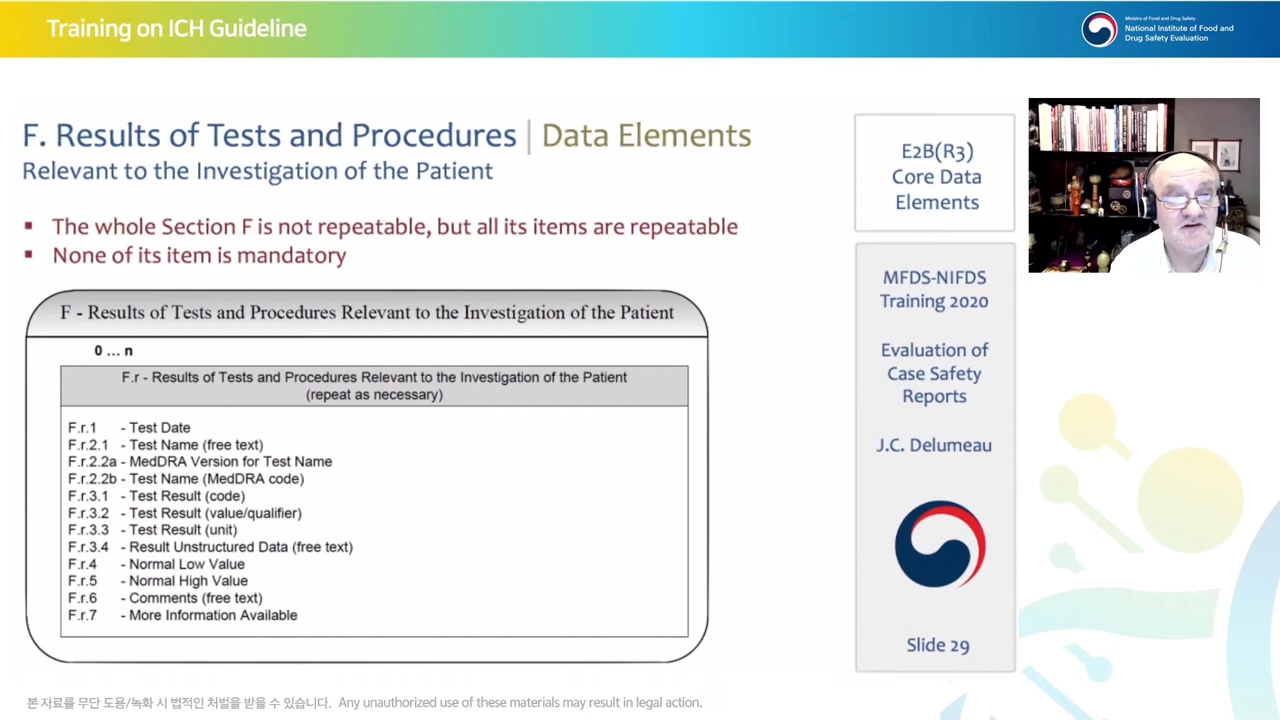 Training on ICH Guideline
Ministry of Food and Drug Safety
National Institute of Food and
Drug Safety Evaluation
F. Results of Tests and Procedures | Data Elements
Relevant to the Investigation of the Patient
▪ The whole Section F is not repeatable, but all its items are repeatable
▪ None of its item is mandatory
F - Results of Tests and Procedures Relevant to the Investigation of the Patient
0 ... n
F.r - Results of Tests and Procedures Relevant to the Investigation of the Patient
(repeat as necessary)
F.r.1 - Test Date
F.r.2.1 - Test Name (free text)
F.r.2.2a - MedDRA Version for Test Name
F.r.2.2b - Test Name (MedDRA code)
F.r.3.1 - Test Result (code)
F.r.3.2 - Test Result (value/qualifier)
F.r.3.3 - Test Result (unit)
F.r.3.4 - Result Unstructured Data (free text)
F.r.4 - Normal Low Value
F.r.5 - Normal High Value
F.r.6 - Comments (free text)
F.r.7 - More Information Available
E2B(R3)
Core Data
Elements
MFDS-NIFDS
Training 2020
Evaluation of
Case Safety
Reports
J.C. Delumeau
Slide 29
본 자료를 무단 도용/녹화 시 법적인 처벌을 받을 수 있습니다. Any unauthorized use of these materials may result in legal action.